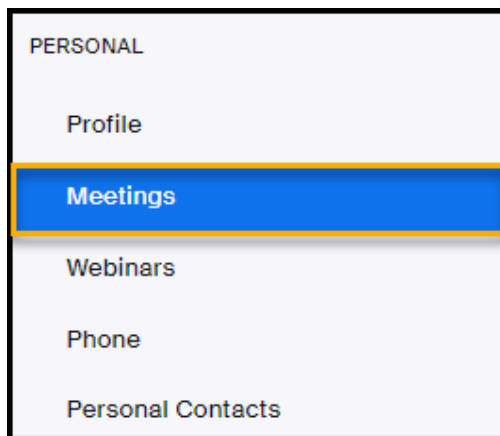 PERSONAL
Profile
Meetings
Webinars
Phone
Personal Contacts